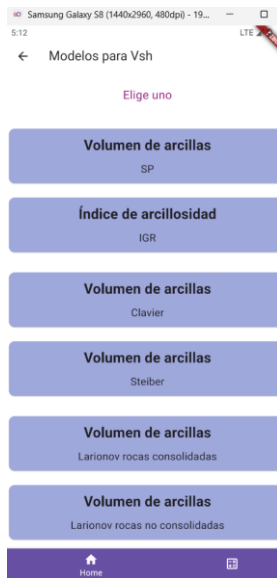 Samsung Galaxy S8 (1440x2960, 480dpi) - 19...
5:12
LTE
Modelos para Vsh
Elige uno
Volumen de arcillas
SP
Índice de arcillosidad
IGR
Volumen de arcillas
Clavier
Volumen de arcillas
Steiber
Volumen de arcillas
Larionov rocas consolidadas
Volumen de arcillas
Larionov rocas no consolidadas
Home